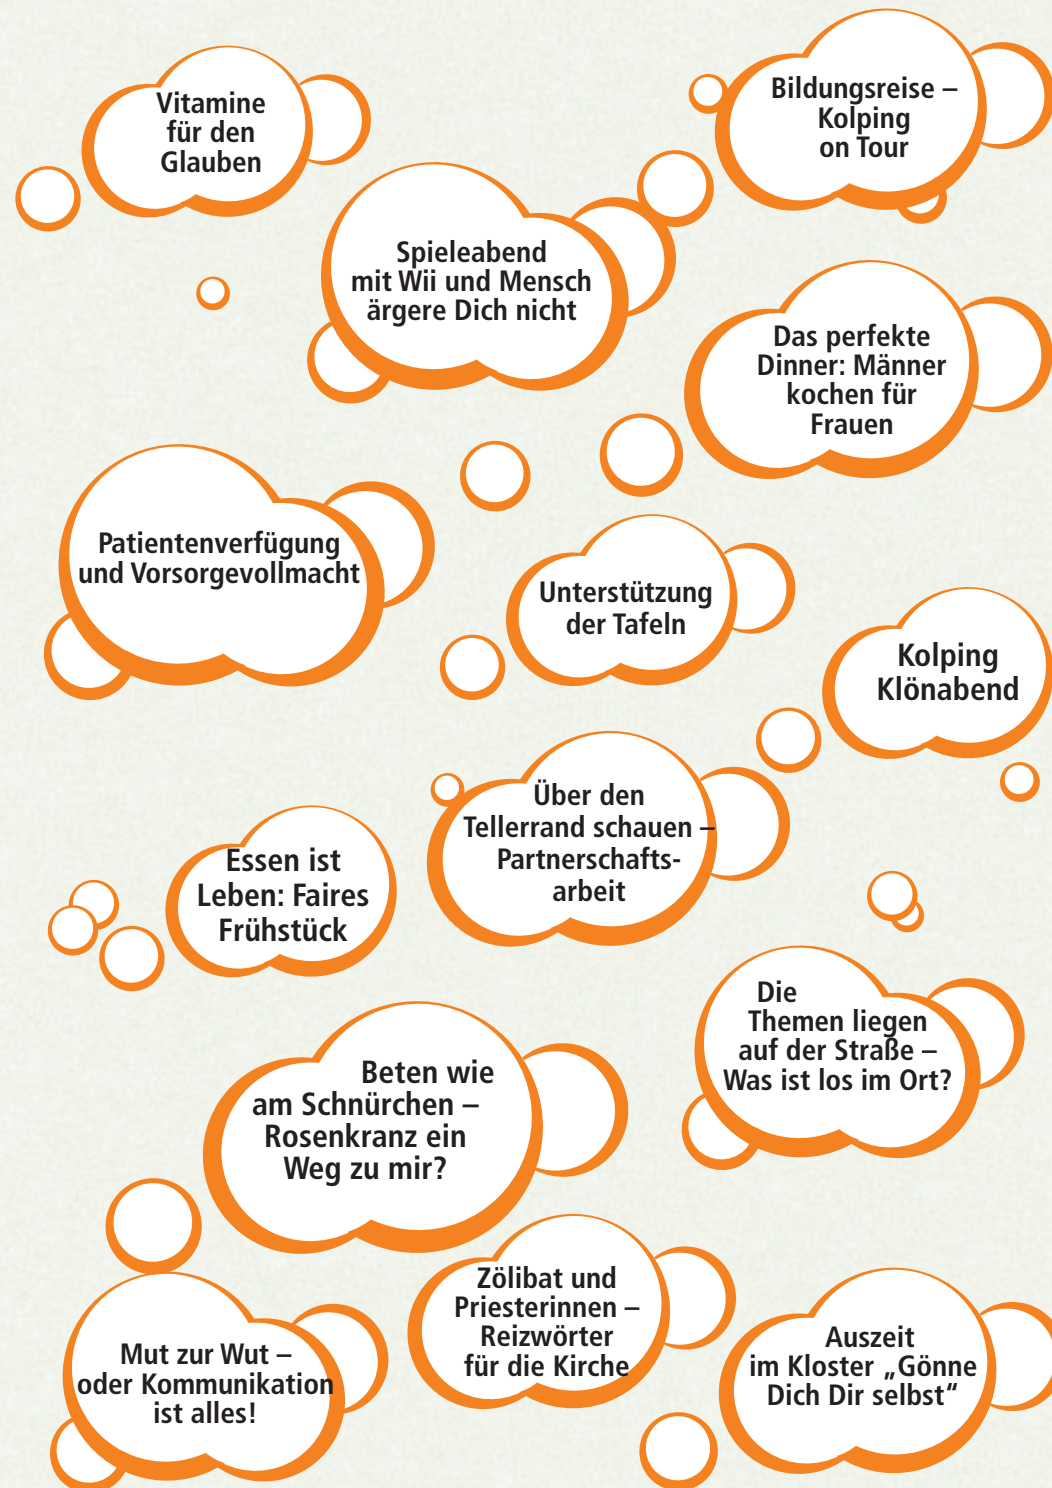 Vitamine
für den
Glauben
Bildungsreise –
Kolping
on Tour
Spieleabend
mit Wii und Mensch
ärgere Dich nicht
Das perfekte
Dinner: Männer
kochen für
Frauen
Patientenverfügung
und Vorsorgevollmacht
Unterstützung
der Tafeln
Kolping
Klönabend
Über den
Tellerrand schauen –
Partnerschafts-
arbeit
Essen ist
Leben: Faires
Frühstück
Die
Themen liegen
auf der Straße –
Was ist los im Ort?
Beten wie
am Schnürchen –
Rosenkranz ein
Weg zu mir?
Zölibat und
Priesterinnen –
Reizwörter
für die Kirche
Mut zur Wut –
oder Kommunikation
ist alles!
Auszeit
im Kloster „Gönne
Dich Dir selbst“